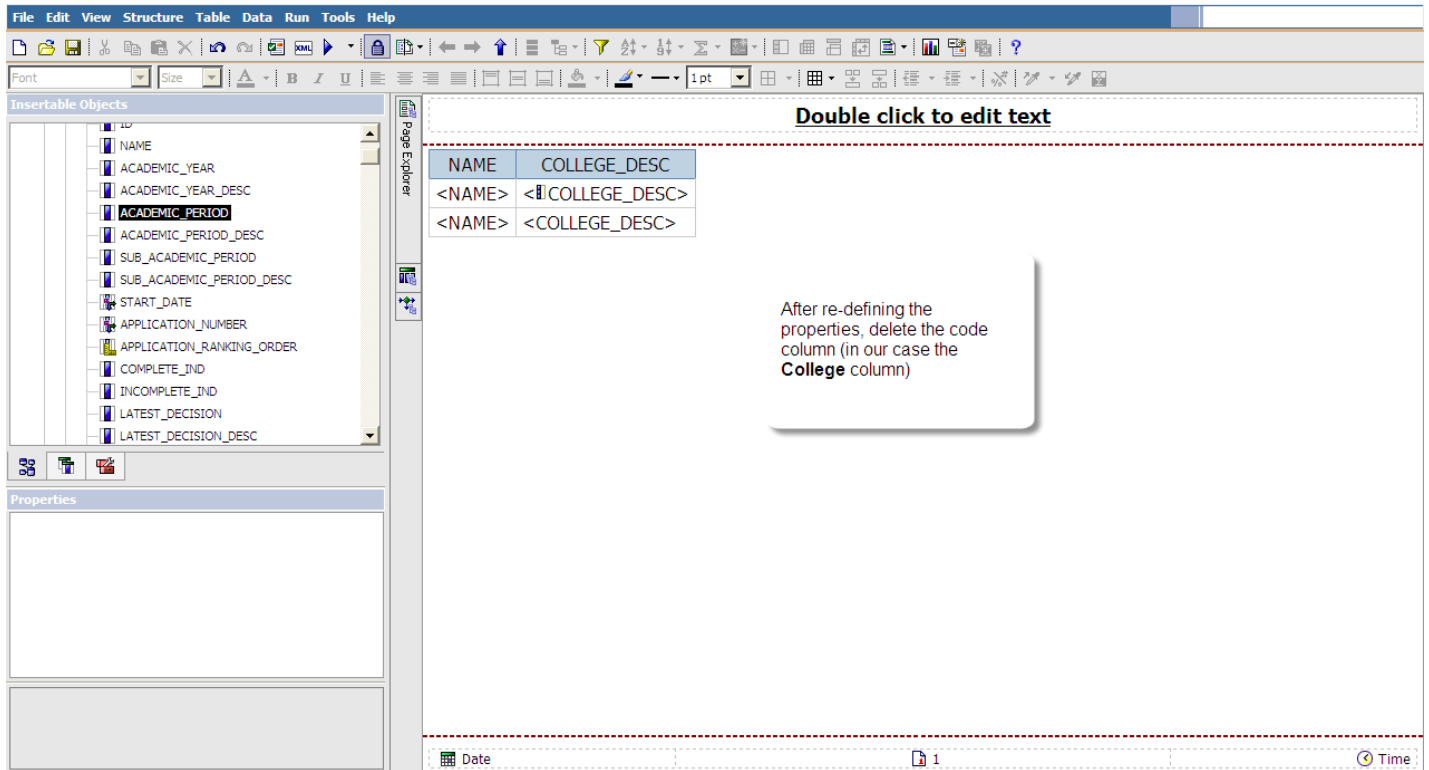 File Edit View Structure Table Data Run Tools Help
Font Size 1 pt
Insertable Objects
ID
NAME
ACADEMIC_YEAR
ACADEMIC_YEAR_DESC
ACADEMIC_PERIOD
ACADEMIC_PERIOD_DESC
SUB_ACADEMIC_PERIOD
SUB_ACADEMIC_PERIOD_DESC
START_DATE
APPLICATION_NUMBER
APPLICATION_RANKING_ORDER
COMPLETE_IND
INCOMPLETE_IND
LATEST_DECISION
LATEST_DECISION_DESC
Properties
Page Explorer
Double click to edit text
NAME COLLEGE_DESC
<NAME> <COLLEGE_DESC>
<NAME> <COLLEGE_DESC>
After re-defining the
properties, delete the code
column (in our case the
College column)
Date 1 Time